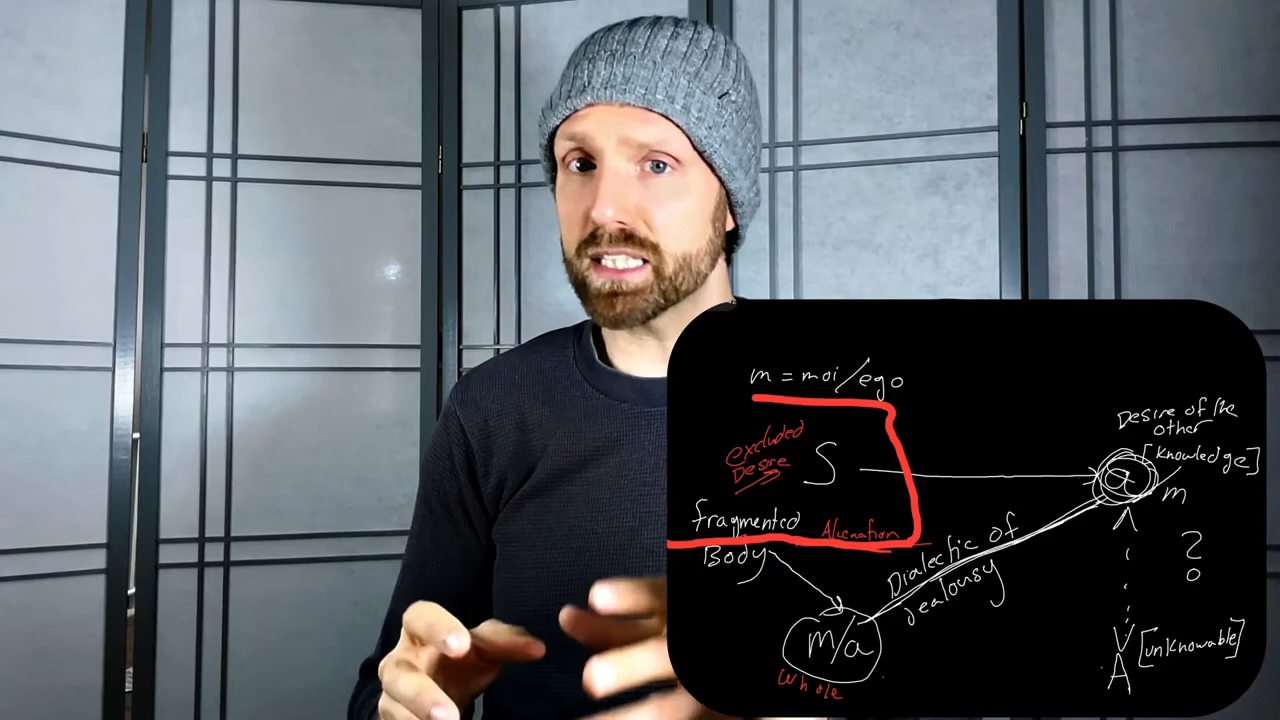 m = moi/ego
Desire of the
other
[knowledge]
excluded
Desire
S
a
m
fragmented
Alienation
Body
Dialectic of
jealousy
?
m/a
whole
A
[unknowable]